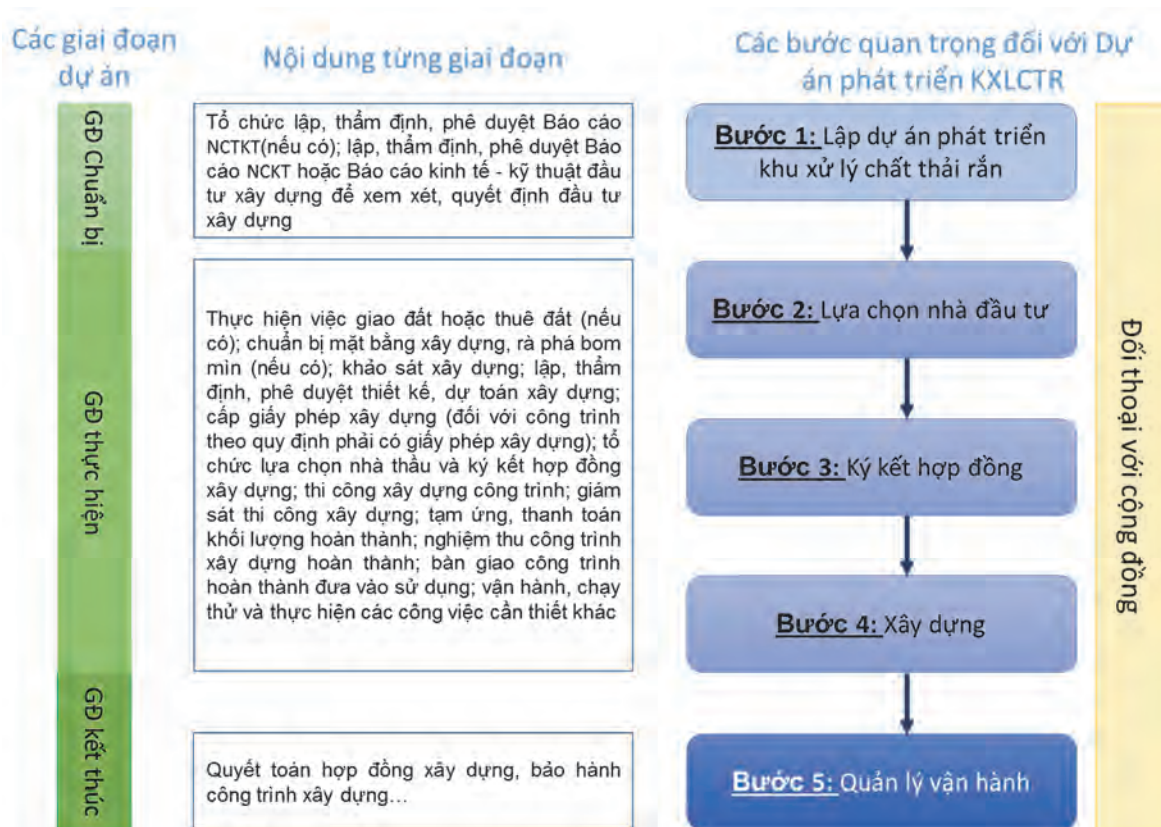 Các giai đoạn
dự án
Nội dung từng giai đoạn
Các bước quan trọng đối với Dự
án phát triển KXLCTR
GĐ Chuẩn bị
Tổ chức lập, thẩm định, phê duyệt Báo cáo
NCTKT(nếu có); lập, thẩm định, phê duyệt Báo
cáo NCKT hoặc Báo cáo kinh tế - kỹ thuật đầu
tư xây dựng để xem xét, quyết định đầu tư
xây dựng
Bước 1: Lập dự án phát triển
khu xử lý chất thải rắn
GĐ thực hiện
Thực hiện việc giao đất hoặc thuê đất (nếu
có); chuẩn bị mặt bằng xây dựng, rà phá bom
mìn (nếu có); khảo sát xây dựng; lập, thẩm
định, phê duyệt thiết kế, dự toán xây dựng;
cấp giấy phép xây dựng (đối với công trình
theo quy định phải có giấy phép xây dựng); tổ
chức lựa chọn nhà thầu và ký kết hợp đồng
xây dựng; thi công xây dựng công trình; giám
sát thi công xây dựng; tạm ứng, thanh toán
khối lượng hoàn thành; nghiệm thu công trình
xây dựng hoàn thành; bàn giao công trình
hoàn thành đưa vào sử dụng; vận hành, chạy
thử và thực hiện các công việc cần thiết khác
Bước 2: Lựa chọn nhà đầu tư
Bước 3: Ký kết hợp đồng
Bước 4: Xây dựng
GĐ kết thúc
Quyết toán hợp đồng xây dựng, bảo hành
công trình xây dựng…
Bước 5: Quản lý vận hành
Đối thoại với cộng đồng